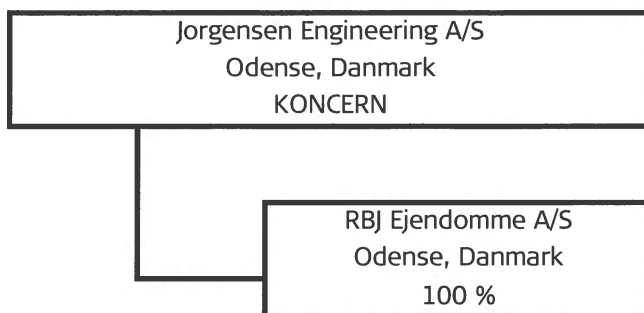 Jorgensen Engineering A/S
Odense, Danmark
KONCERN
RBJ Ejendomme A/S
Odense, Danmark
100 %